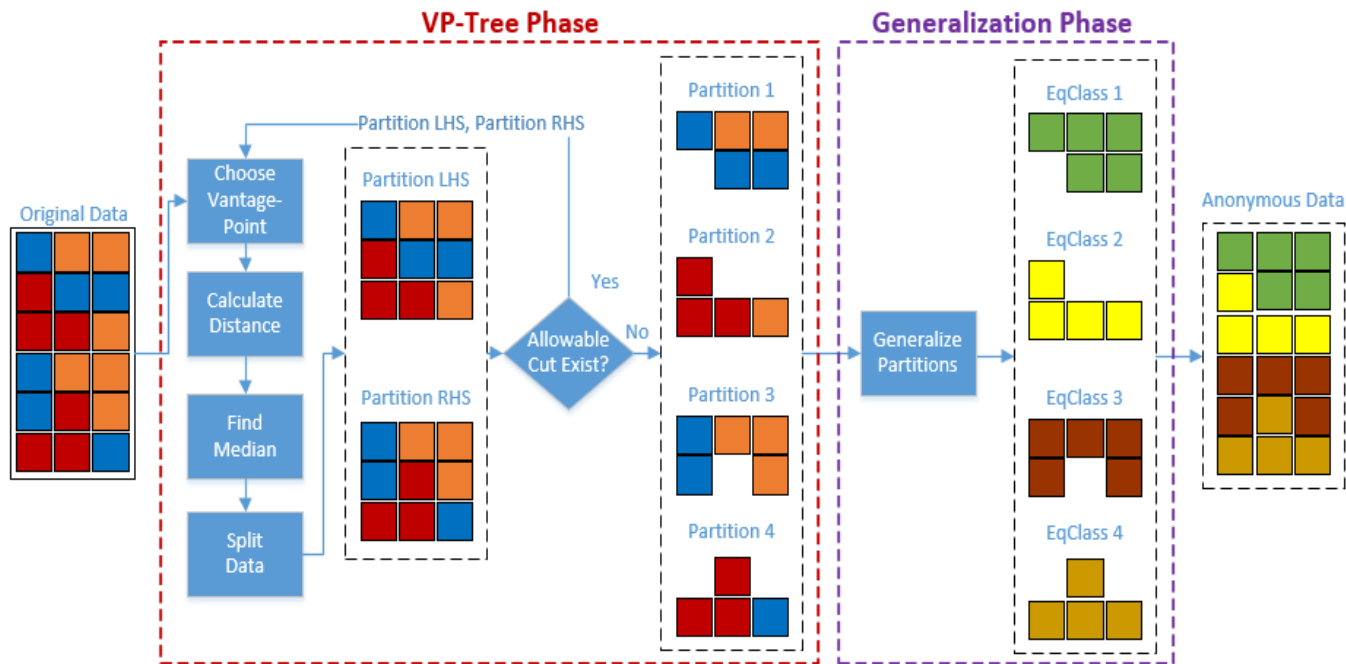 VP-Tree Phase
Generalization Phase
Original Data
Choose
Vantage-
Point
Calculate
Distance
Find
Median
Split
Data
Partition LHS, Partition RHS
Partition LHS
Partition RHS
Allowable
Cut Exist?
Yes
No
Partition 1
Partition 2
Partition 3
Partition 4
Generalize
Partitions
EqClass 1
EqClass 2
EqClass 3
EqClass 4
Anonymous Data